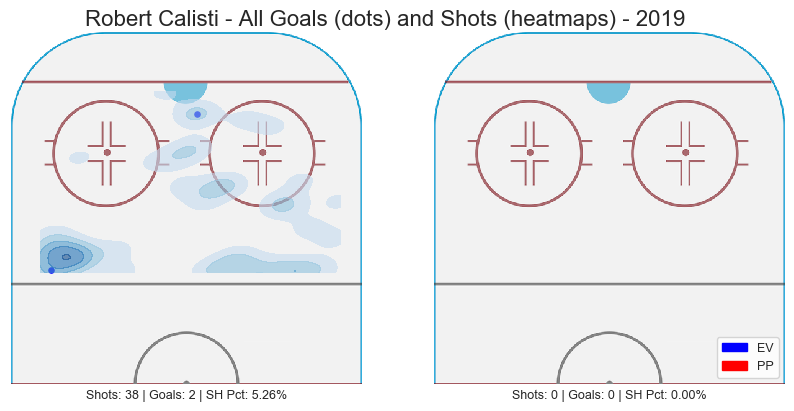 Robert Calisti - All Goals (dots) and Shots (heatmaps) - 2019
EV
PP
Shots: 38 | Goals: 2 | SH Pct: 5.26%
Shots: 0 | Goals: 0 | SH Pct: 0.00%